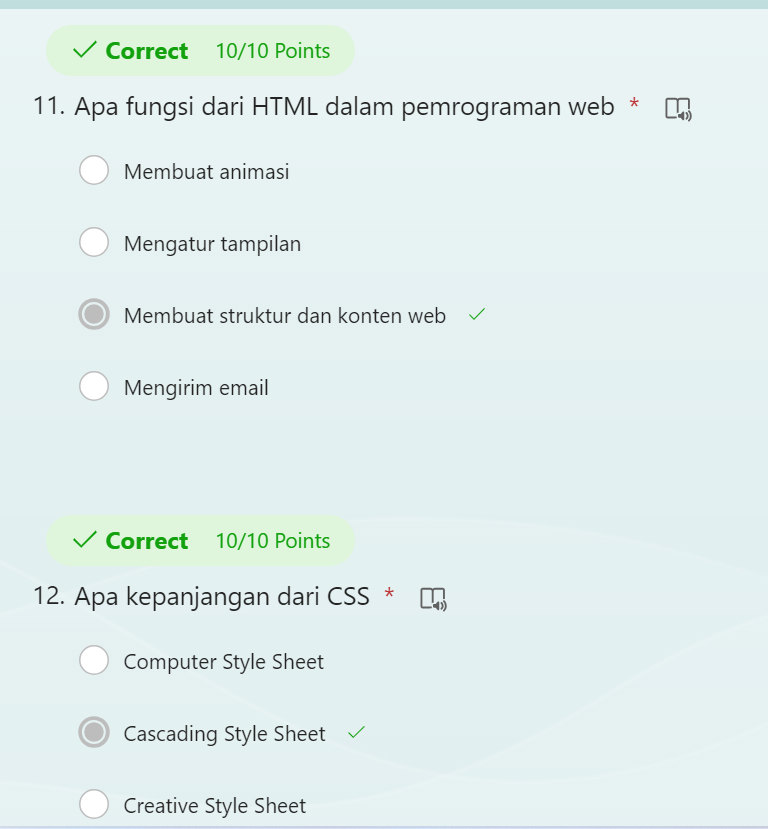 Correct 10/10 Points
11. Apa fungsi dari HTML dalam pemrograman web *
Membuat animasi
Mengatur tampilan
Membuat struktur dan konten web
Mengirim email
Correct 10/10 Points
12. Apa kepanjangan dari CSS *
Computer Style Sheet
Cascading Style Sheet
Creative Style Sheet